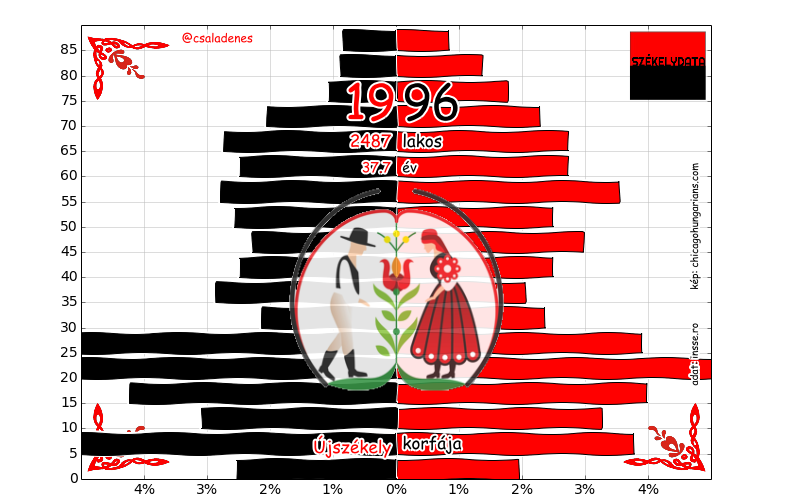 @csaladenes
SZÉKELYDATA
1996
2487 lakos
37.7 év
kép: chicagohungarians.com
adat: insse.ro
Újszékely korfája
85
80
75
70
65
60
55
50
45
40
35
30
25
20
15
10
5
0
4% 3% 2% 1% 0% 1% 2% 3% 4%